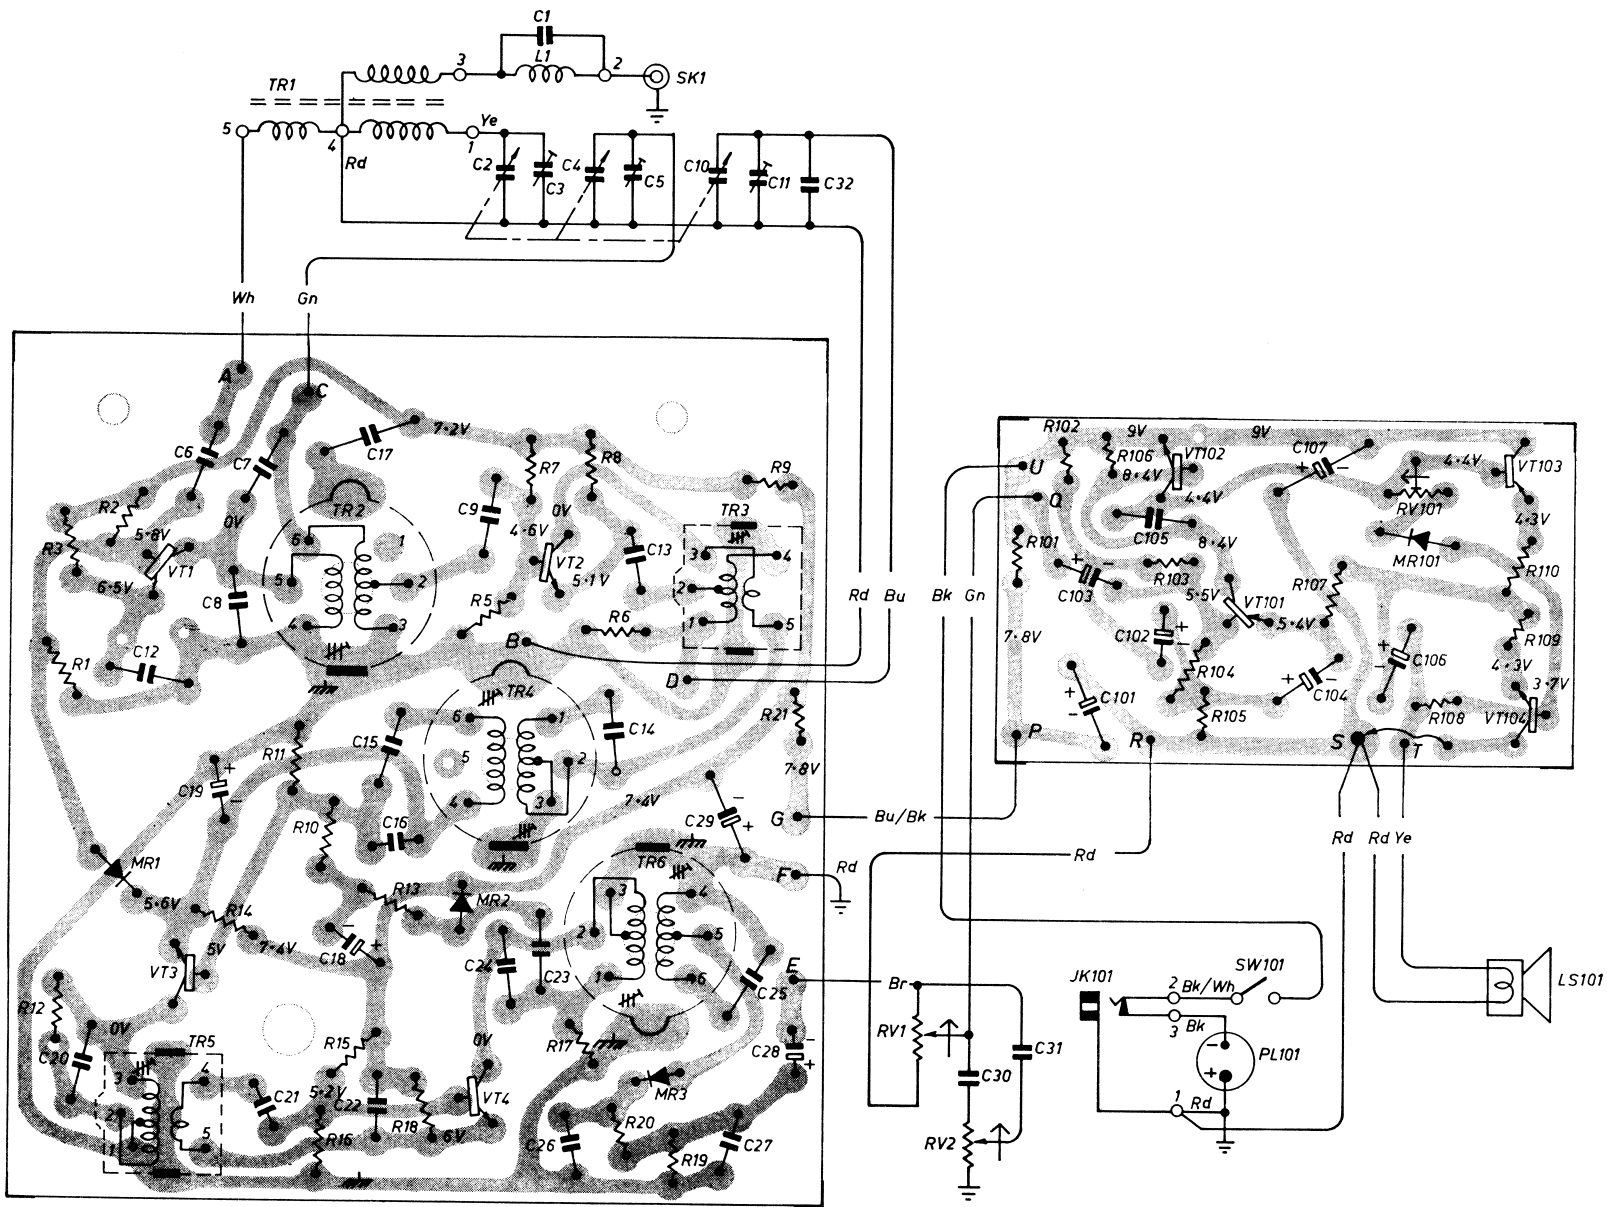 C1
3 L1 2 SK1
TR1
5 4 Ye 1
Rd C2 C3 C4 C5 C10 C11 C32
Wh Gn
A C
C6 C7 C17 7·2V
R7 R8 R9
R2 TR2 C9 TR3
R3 5·8V 0V 4·6V 0V
6 1 3 4
VT1 VT2 C13
6·5V 5 2 5·1V 2
C8 R5 R6 1 5
4 3 B
R1 C12 D
TR4
6 1 C14 R21
R11 C15 5 2
7·8V
C19 + - 4 3 7·4V
R10 C16 C29 - + G
MR1 TR6 F
R13 3 4
5·6V R14 MR2
5V 7·4V - C18 + 2 5
VT3 C24 C23 E
1 6 C25
R12
0V R15 0V R17 C28 - +
C20 TR5
3 4 5·2V MR3
2 C21 C22 VT4 R20
R18
1 5 R16 6V C26 R19 C27
Rd Bu Bk Gn
Bu/Bk
Rd
Rd
Br
RV1 C31
C30
RV2
R102 9V 9V C107 + -
U R106 VT102 4·4V VT103
8·4V
Q 4·4V RV101
R101 C105 8·4V MR101 4·3V
+ C103 - R103 R107 R110
5·5V VT101
7·8V C102 + + 5·4V R109
R104 + C106 - 4·3V
+ C101 - + C104 - 3·7V
R105 R108 VT104
P R S T
Rd Rd Ye
JK101 2 Bk/Wh SW101 LS101
3 Bk
- PL101
+
1 Rd